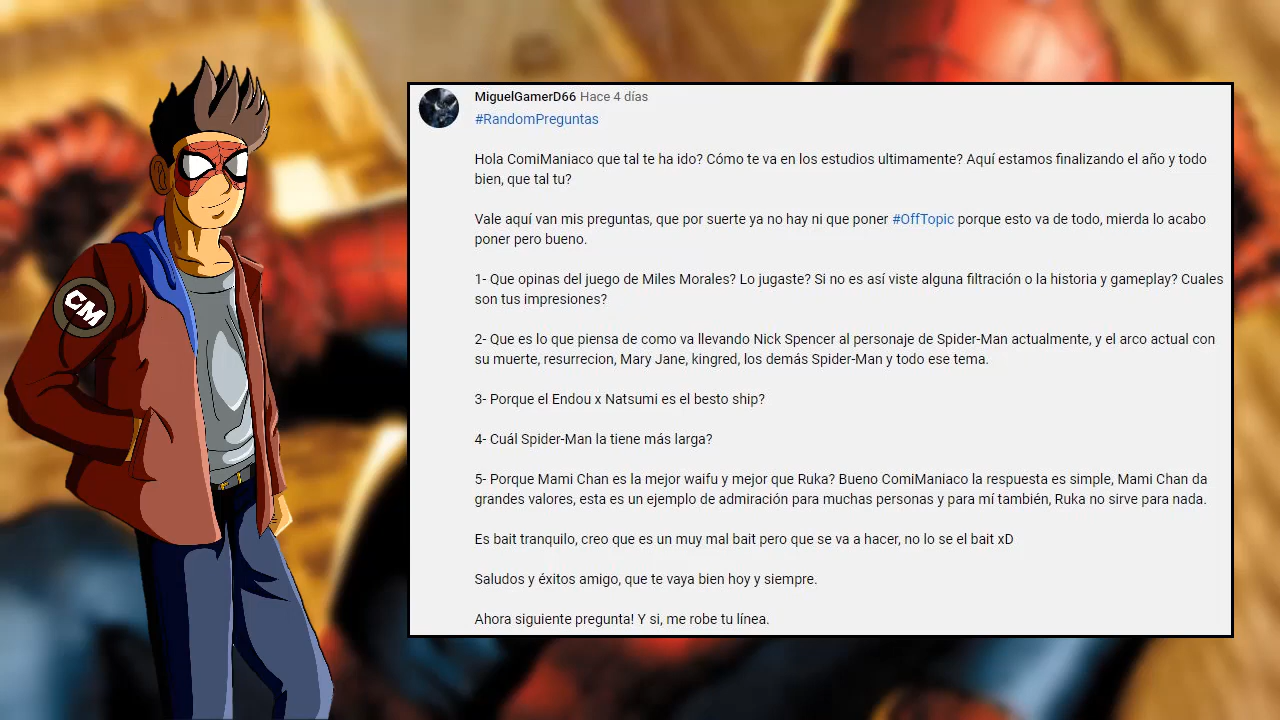 MiguelGamerD66 Hace 4 días
#RandomPreguntas
Hola ComiManiaco que tal te ha ido? Cómo te va en los estudios ultimamente? Aquí estamos finalizando el año y todo
bien, que tal tu?
Vale aquí van mis preguntas, que por suerte ya no hay ni que poner #OffTopic porque esto va de todo, mierda lo acabo
poner pero bueno.
1- Que opinas del juego de Miles Morales? Lo jugaste? Si no es así viste alguna filtración o la historia y gameplay? Cuales
son tus impresiones?
2- Que es lo que piensa de como va llevando Nick Spencer al personaje de Spider-Man actualmente, y el arco actual con
su muerte, resurrecion, Mary Jane, kingred, los demás Spider-Man y todo ese tema.
3- Porque el Endou x Natsumi es el besto ship?
4- Cuál Spider-Man la tiene más larga?
5- Porque Mami Chan es la mejor waifu y mejor que Ruka? Bueno ComiManiaco la respuesta es simple, Mami Chan da
grandes valores, esta es un ejemplo de admiración para muchas personas y para mí también, Ruka no sirve para nada.
Es bait tranquilo, creo que es un muy mal bait pero que se va a hacer, no lo se el bait xD
Saludos y éxitos amigo, que te vaya bien hoy y siempre.
Ahora siguiente pregunta! Y si, me robe tu línea.
CM